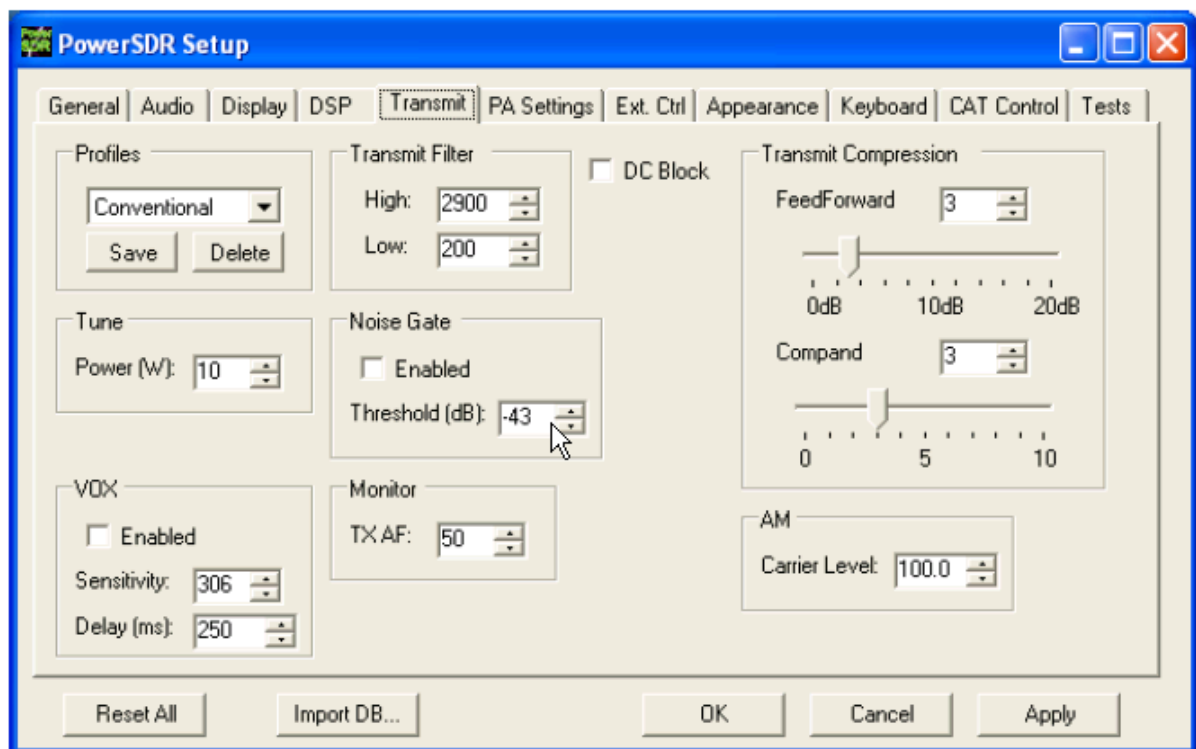 PowerSDR Setup
General Audio Display DSP Transmit PA Settings Ext. Ctrl Appearance Keyboard CAT Control Tests
Profiles
Conventional
Save Delete
Transmit Filter
High: 2900
Low: 200
DC Block
Transmit Compression
FeedForward 3
0dB 10dB 20dB
Compand 3
0 5 10
Tune
Power (W): 10
Noise Gate
Enabled
Threshold (dB): -43
VOX
Enabled
Sensitivity: 306
Delay (ms): 250
Monitor
TX AF: 50
AM
Carrier Level: 100.0
Reset All Import DB... OK Cancel Apply